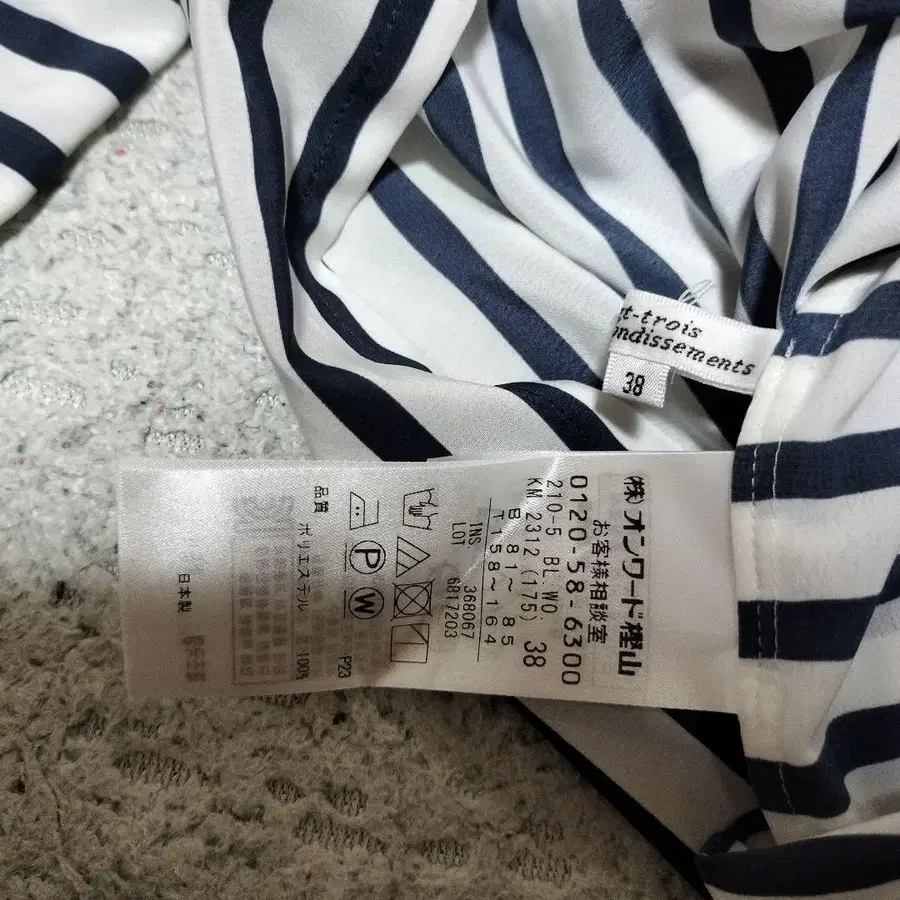 t-trois
ondissements
38
㈱オンワード樫山
お客様相談室
0120-58-6300
210-5 BL.WO.
KM 2312 (175) 38
B 81～ 85
T 158～164
INS. 368067
LOT 6817203
P W
品質 P23
ポリエステル 100%
日本製